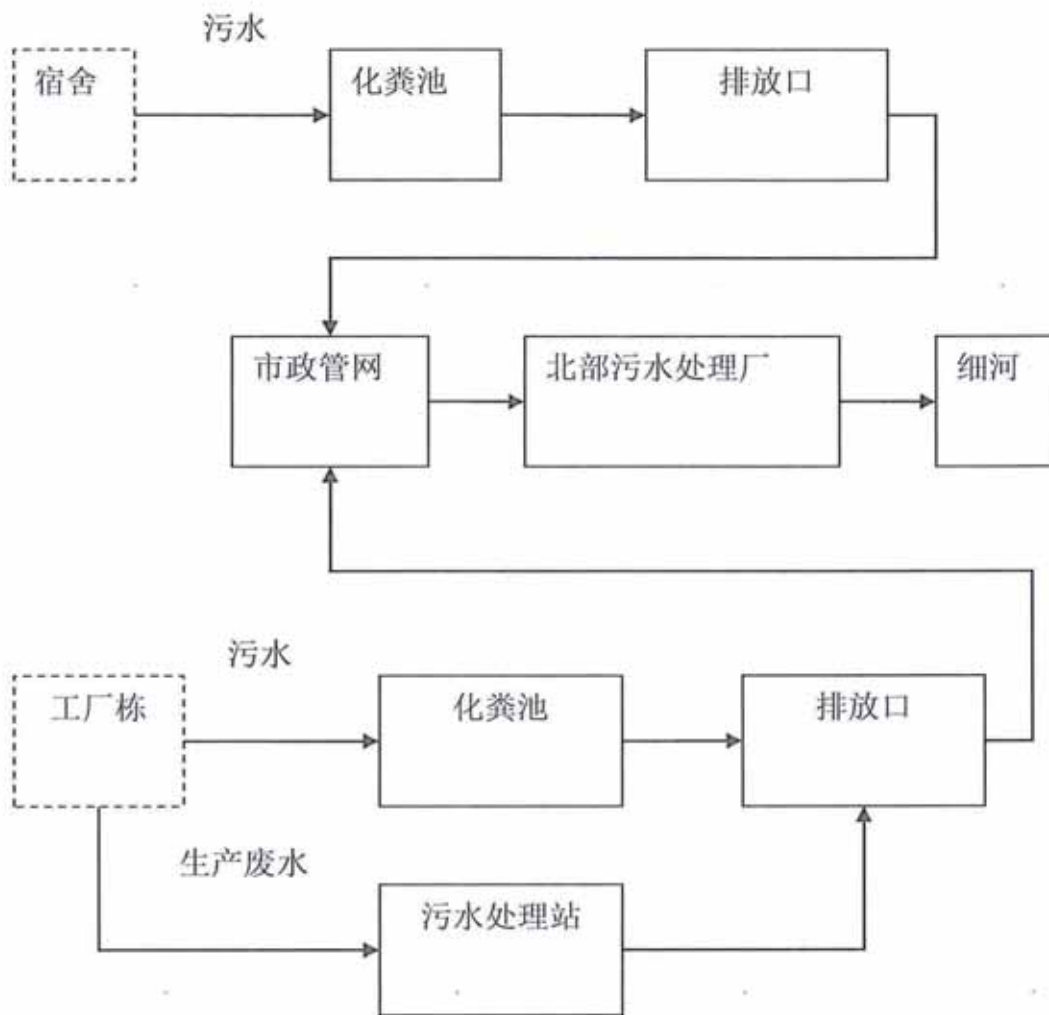 污水
宿舍
化粪池
排放口
市政管网
北部污水处理厂
细河
污水
工厂栋
化粪池
排放口
生产废水
污水处理站